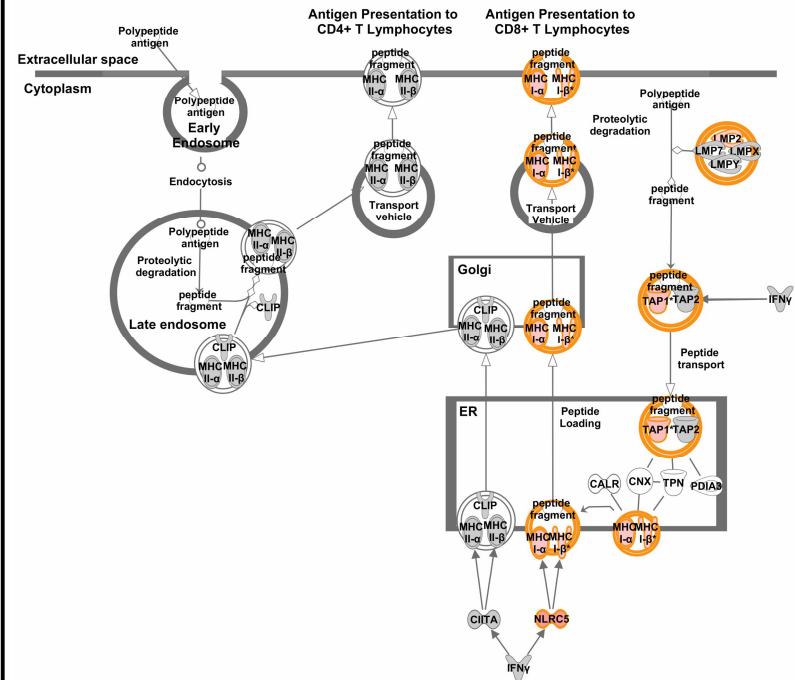 Antigen Presentation to
CD4+ T Lymphocytes
Antigen Presentation to
CD8+ T Lymphocytes
Polypeptide
antigen
Extracellular space
Cytoplasm
peptide
fragment
MHC
II-α
MHC
II-β
peptide
fragment
MHC
I-α
MHC
I-β*
Polypeptide
antigen
Early
Endosome
Polypeptide
antigen
Proteolytic
degradation
LMP2
LMP7
LMPX
LMPY
peptide
fragment
MHC
II-α
MHC
II-β
Transport
vehicle
peptide
fragment
MHC
I-α
MHC
I-β*
Transport
Vehicle
Endocytosis
peptide
fragment
Polypeptide
antigen
Proteolytic
degradation
peptide
fragment
Late endosome
MHC
II-α
MHC
II-β
peptide
fragment
CLIP
CLIP
MHC
II-α
MHC
II-β
Golgi
CLIP
MHC
II-α
MHC
II-β
peptide
fragment
MHC
I-α
MHC
I-β*
peptide
fragment
TAP1*
TAP2
IFNγ
Peptide
transport
ER
Peptide
Loading
peptide
fragment
TAP1*
TAP2
CALR
CNX
TPN
PDIA3
CLIP
MHC
II-α
MHC
II-β
peptide
fragment
MHC
I-α
MHC
I-β*
MHC
I-α
MHC
I-β*
CIITA
NLRC5
IFNγ